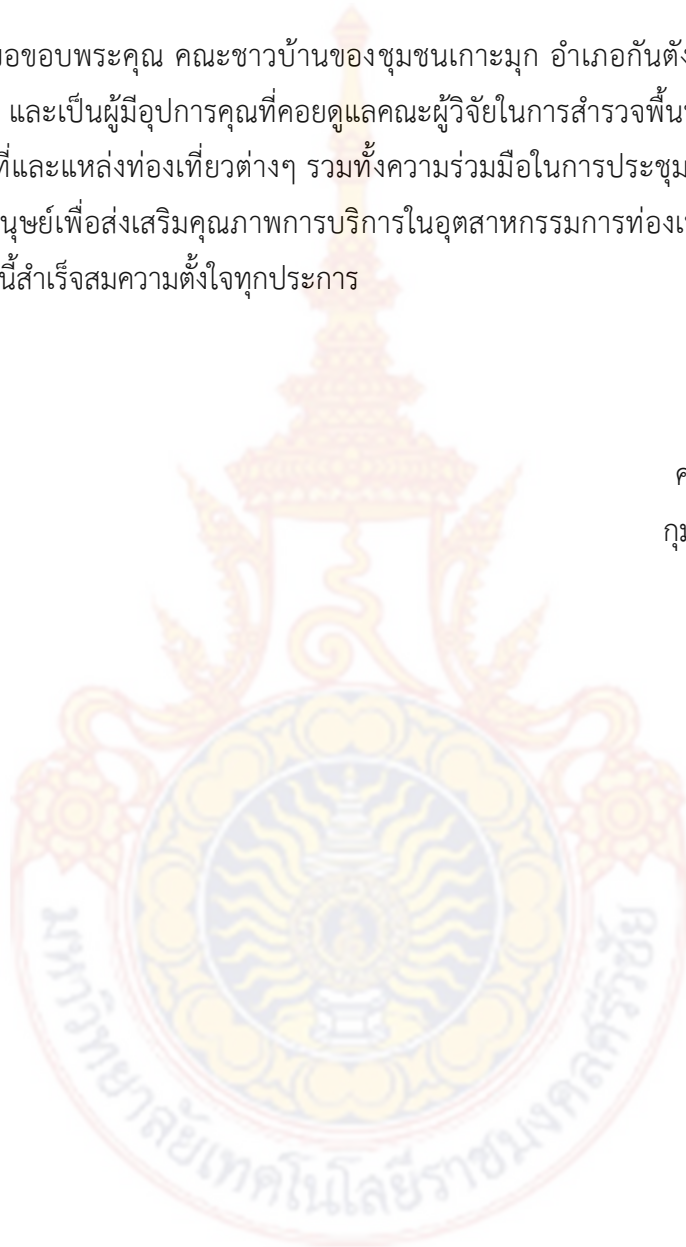 ขอขอบพระคุณ คณะชาวบ้านของชุมชนเกาะมุก อำเภอกันตัง
และเป็นผู้มีอุปการคุณที่คอยดูแลคณะผู้วิจัยในการสำรวจพื้น
ที่และแหล่งท่องเที่ยวต่างๆ รวมทั้งความร่วมมือในการประชุม
นุษย์เพื่อส่งเสริมคุณภาพการบริการในอุตสาหกรรมการท่อง
นี้สำเร็จสมความตั้งใจทุกประการ
ค
กุม
มหาวิทยาลัยเทคโนโลยีราชมงคลศรีวิชัย